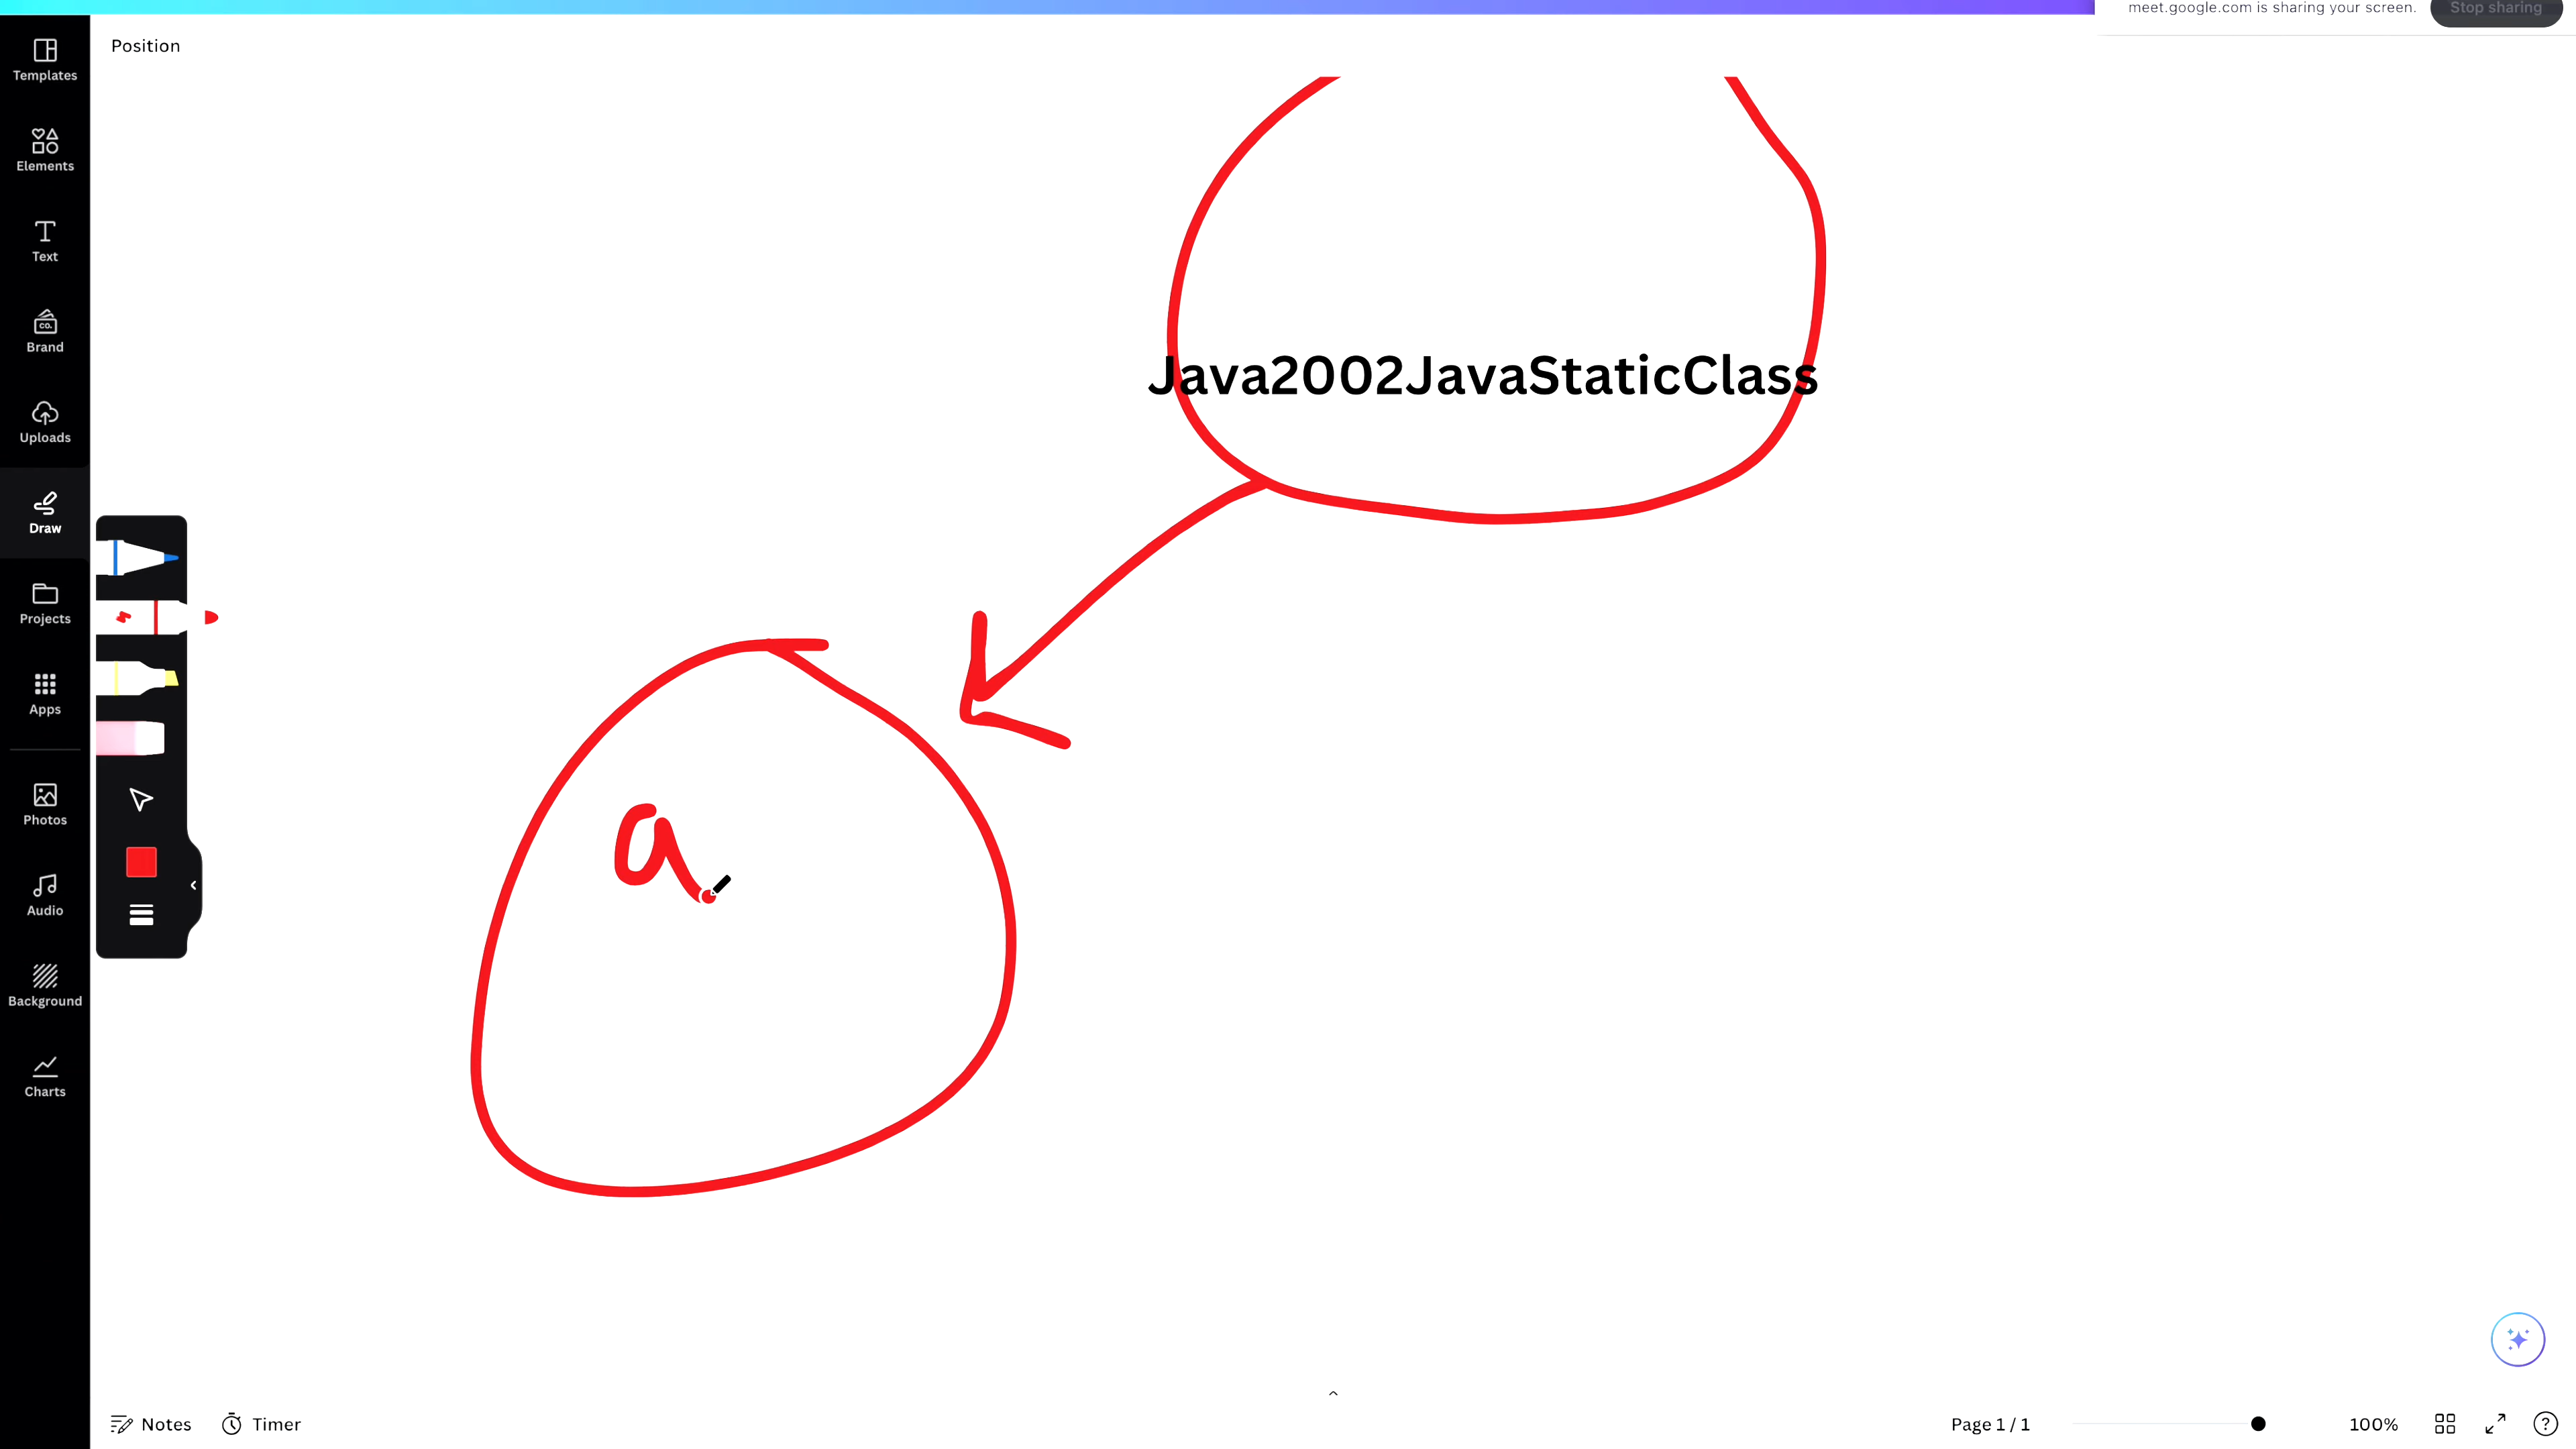 meet.google.com is sharing your screen.
Stop sharing
Position
Templates
Elements
Text
CO.
Brand
Uploads
Draw
Projects
Apps
Photos
Audio
Background
Charts
Java2002JavaStaticClass
a
Notes
Timer
Page 1 / 1
100%
?